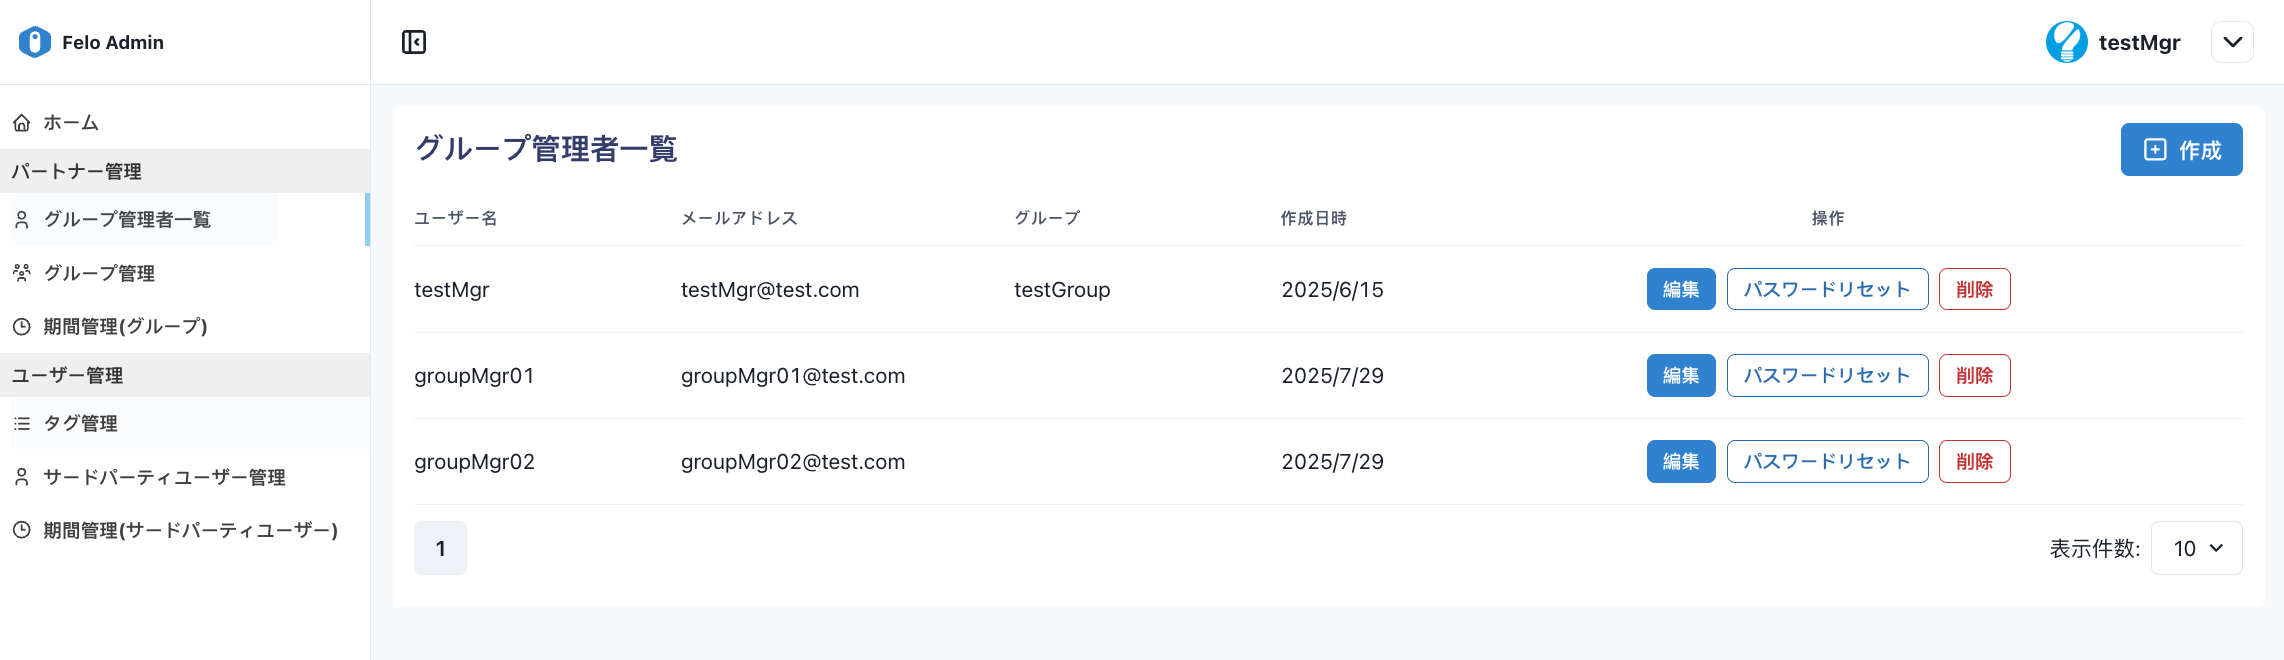 Felo Admin
testMgr
ホーム
パートナー管理
グループ管理者一覧
グループ管理
期間管理(グループ)
ユーザー管理
タグ管理
サードパーティユーザー管理
期間管理(サードパーティユーザー)
グループ管理者一覧
作成
ユーザー名 メールアドレス グループ 作成日時 操作
testMgr testMgr@test.com testGroup 2025/6/15 編集 パスワードリセット 削除
groupMgr01 groupMgr01@test.com 2025/7/29 編集 パスワードリセット 削除
groupMgr02 groupMgr02@test.com 2025/7/29 編集 パスワードリセット 削除
1
表示件数: 10